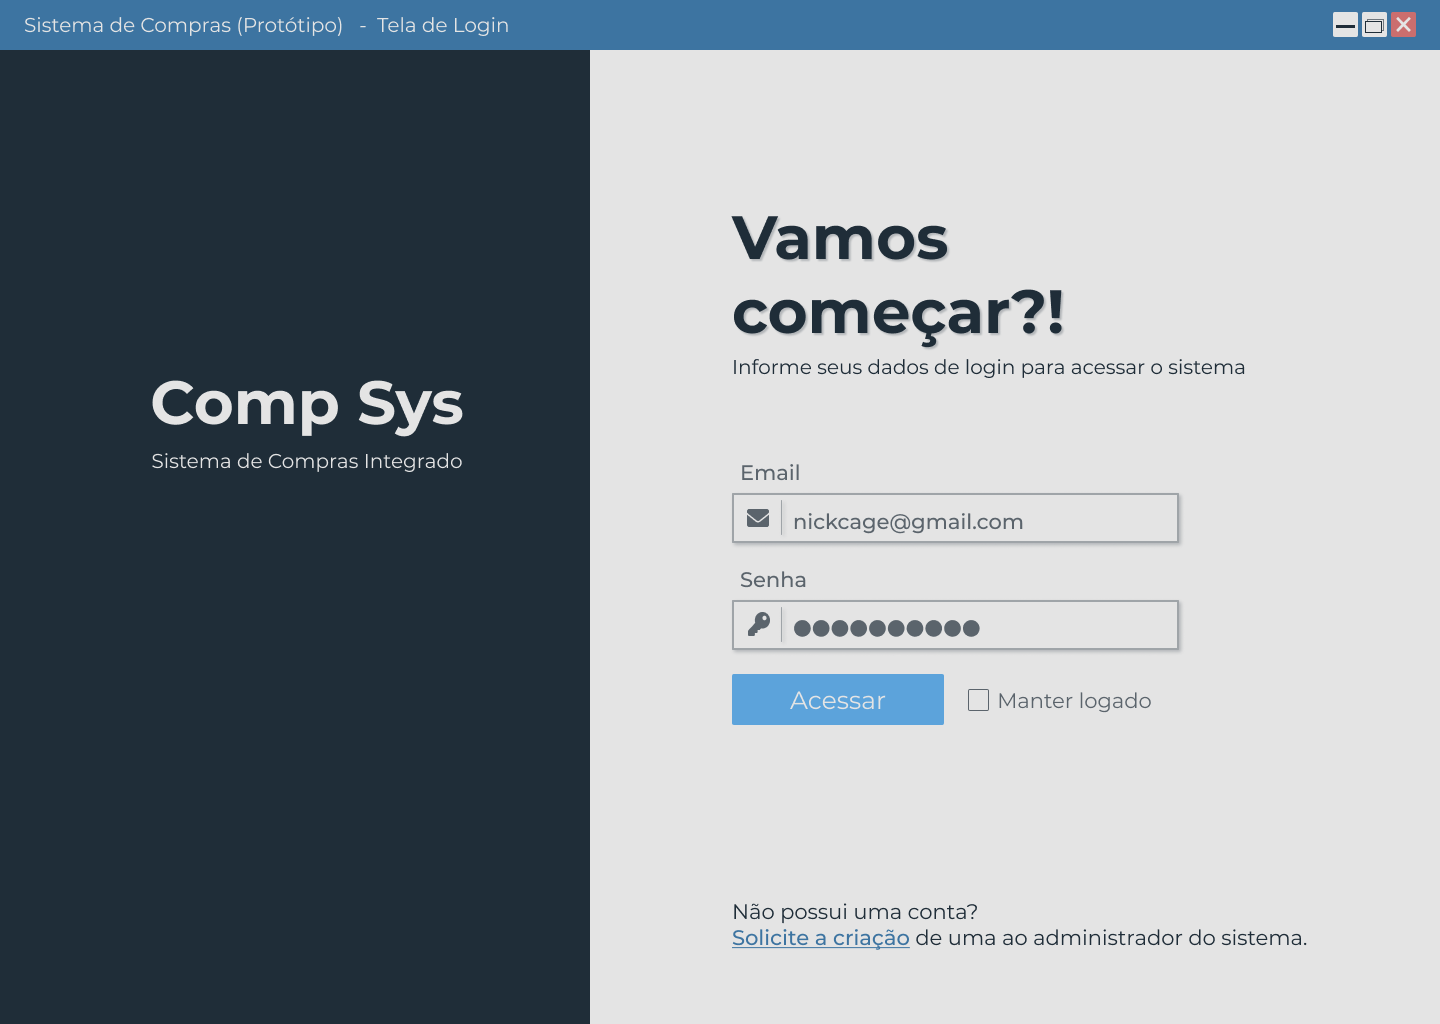 Sistema de Compras (Protótipo) - Tela de Login
Comp Sys
Sistema de Compras Integrado
Vamos
começar?!
Informe seus dados de login para acessar o sistema
Email
nickcage@gmail.com
Senha
●●●●●●●●●●
Acessar
Manter logado
Não possui uma conta?
Solicite a criação de uma ao administrador do sistema.